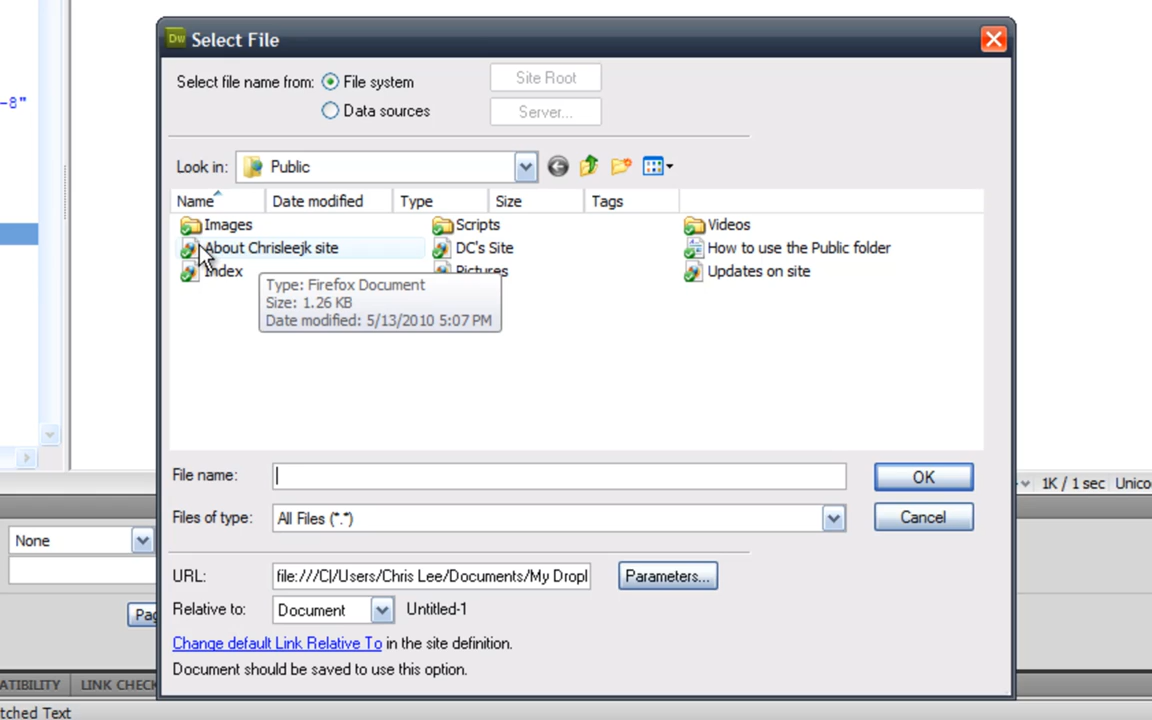 Dw Select File
Select file name from: File system Site Root
-8" Data sources Server...
Look in: Public
Name Date modified Type Size Tags
Images Scripts Videos
About Chrisleejk site DC's Site How to use the Public folder
Index Pictures Updates on site
Type: Firefox Document
Size: 1.26 KB
Date modified: 5/13/2010 5:07 PM
File name: OK
1K / 1 sec Unico
Files of type: All Files (*.*) Cancel
None
URL: file:///C|/Users/Chris Lee/Documents/My Dropl Parameters...
Relative to: Document Untitled-1
Pag
Change default Link Relative To in the site definition.
Document should be saved to use this option.
ATIBILITY LINK CHECK
tched Text